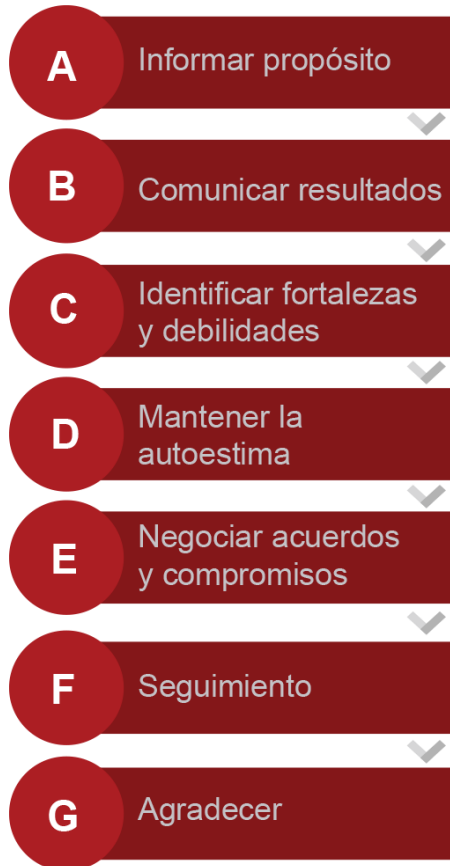 A
Informar propósito
B
Comunicar resultados
C
Identificar fortalezas
y debilidades
D
Mantener la
autoestima
E
Negociar acuerdos
y compromisos
F
Seguimiento
G
Agradecer